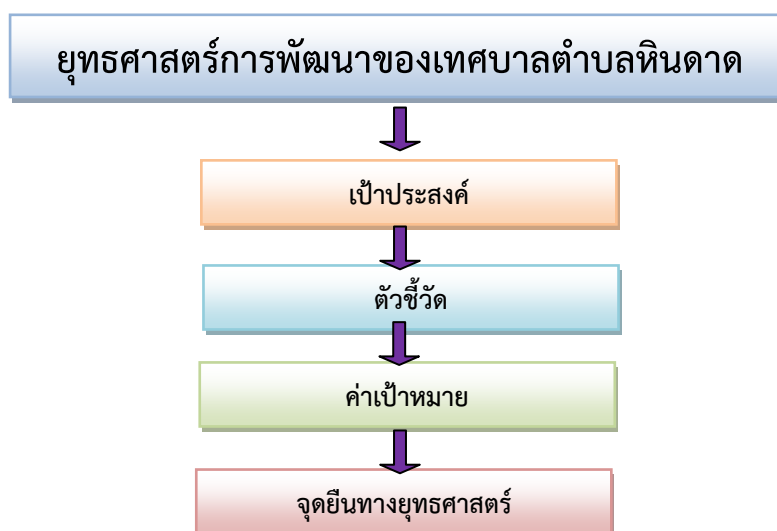 ยุทธศาสตร์การพัฒนาของเทศบาลตำบลหินดาด
เป้าประสงค์
ตัวชี้วัด
ค่าเป้าหมาย
จุดยืนทางยุทธศาสตร์